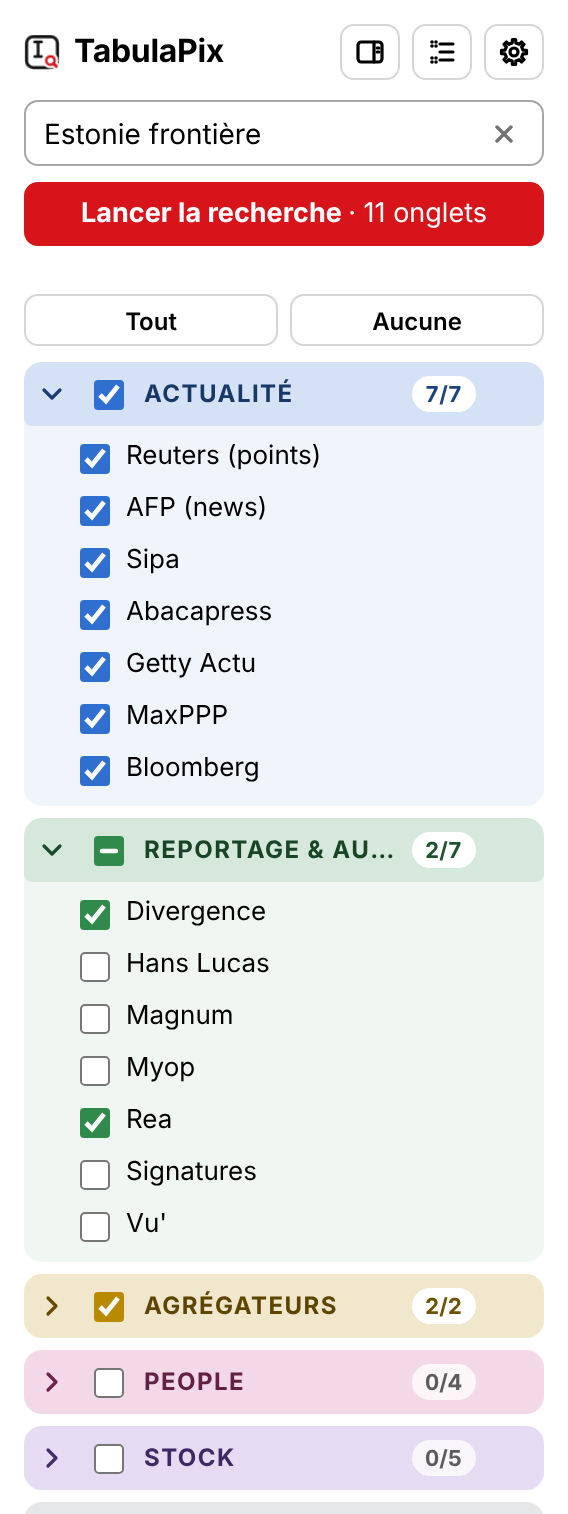 TabulaPix
Estonie frontière
Lancer la recherche · 11 onglets
Tout
Aucune
ACTUALITÉ 7/7
Reuters (points)
AFP (news)
Sipa
Abacapress
Getty Actu
MaxPPP
Bloomberg
REPORTAGE & AU... 2/7
Divergence
Hans Lucas
Magnum
Myop
Rea
Signatures
Vu'
AGRÉGATEURS 2/2
PEOPLE 0/4
STOCK 0/5